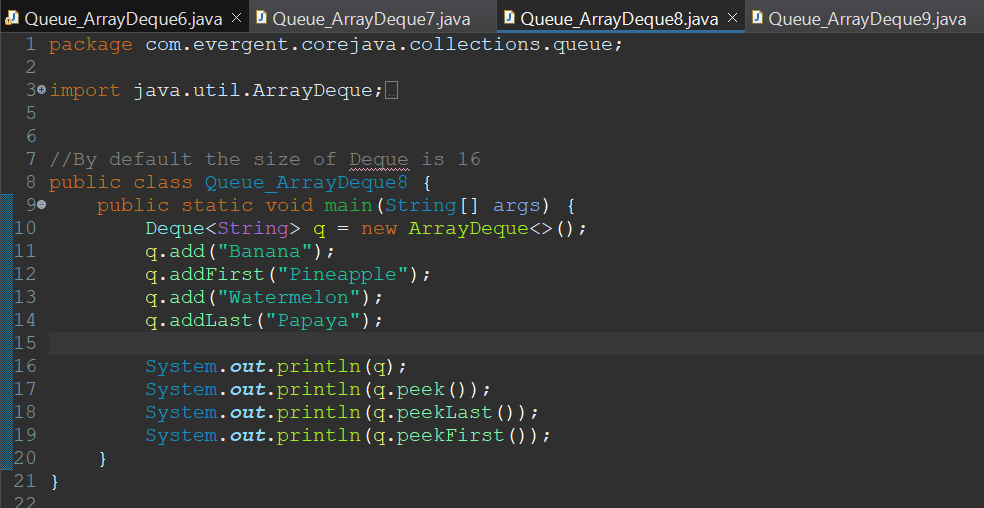 Queue_ArrayDeque6.java Queue_ArrayDeque7.java Queue_ArrayDeque8.java Queue_ArrayDeque9.java
1 package com.evergent.corejava.collections.queue;
2
3 import java.util.ArrayDeque;
5
6
7 //By default the size of Deque is 16
8 public class Queue_ArrayDeque8 {
9     public static void main(String[] args) {
10         Deque<String> q = new ArrayDeque<>();
11         q.add("Banana");
12         q.addFirst("Pineapple");
13         q.add("Watermelon");
14         q.addLast("Papaya");
15
16         System.out.println(q);
17         System.out.println(q.peek());
18         System.out.println(q.peekLast());
19         System.out.println(q.peekFirst());
20     }
21 }
22